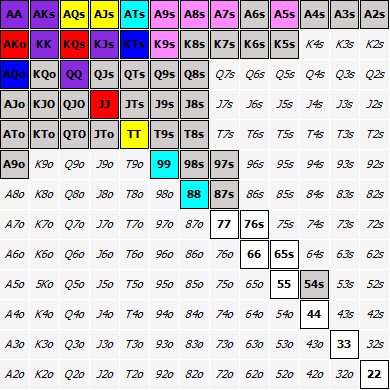 AA AKs AQs AJs ATs A9s A8s A7s A6s A5s A4s A3s A2s
AKo KK KQs KJs KTs K9s K8s K7s K6s K5s K4s K3s K2s
AQo KQo QQ QJs QTs Q9s Q8s Q7s Q6s Q5s Q4s Q3s Q2s
AJo KJO QJO JJ JTs J9s J8s J7s J6s J5s J4s J3s J2s
ATo KTo QTO JTo TT T9s T8s T7s T6s T5s T4s T3s T2s
A9o K9o Q9o J9o T9o 99 98s 97s 96s 95s 94s 93s 92s
A8o K8o Q8o J8o T8o 98o 88 87s 86s 85s 84s 83s 82s
A7o K7o Q7o J7o T7o 97o 87o 77 76s 75s 74s 73s 72s
A6o K6o Q6o J6o T6o 96o 86o 76o 66 65s 64s 63s 62s
A5o 5Ko Q5o J5o T5o 95o 85o 75o 65o 55 54s 53s 52s
A4o K4o Q4o J4o T4o 94o 84o 74o 64o 54o 44 43s 42s
A3o K3o Q3o J3o T3o 93o 83o 73o 63o 53o 43o 33 32s
A2o K2o Q2o J2o T2o 92o 82o 72o 62o 52o 42o 32o 22